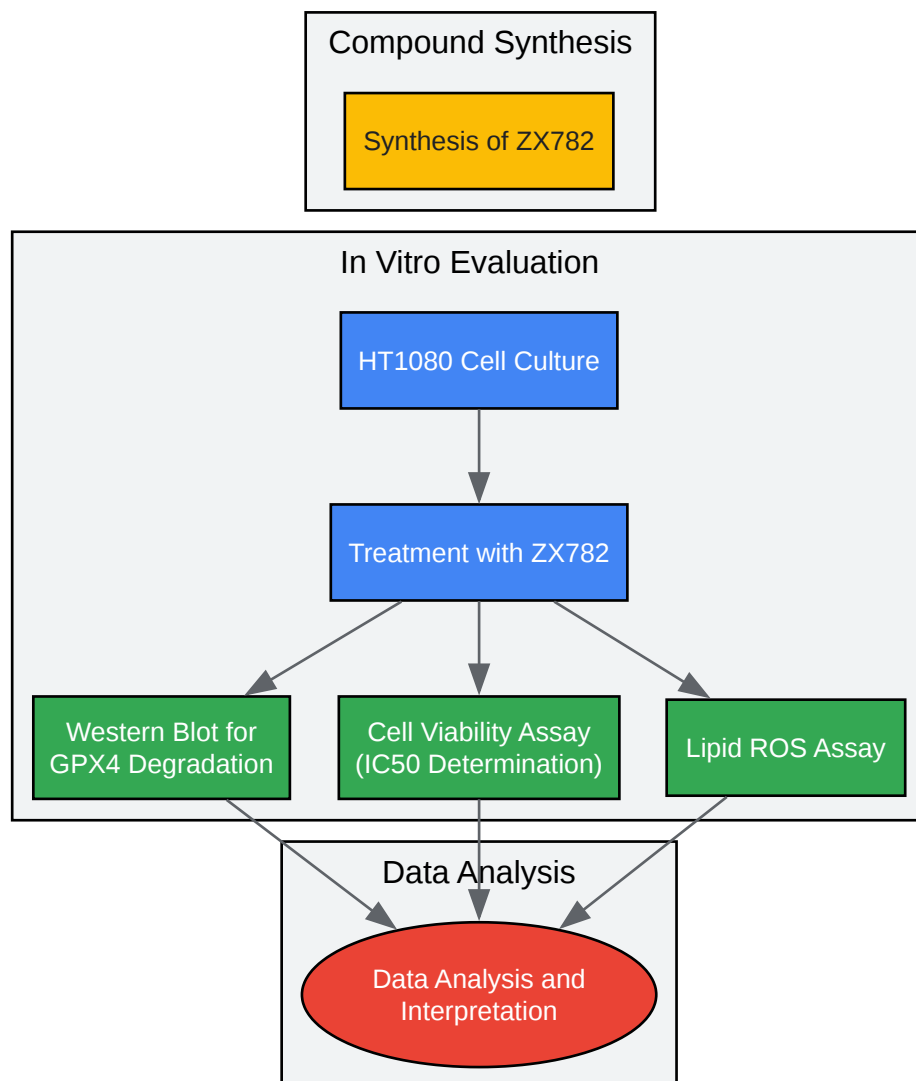 Compound Synthesis
Synthesis of ZX782
In Vitro Evaluation
HT1080 Cell Culture
Treatment with ZX782
Western Blot for
GPX4 Degradation
Cell Viability Assay
(IC50 Determination)
Lipid ROS Assay
Data Analysis
Data Analysis and
Interpretation